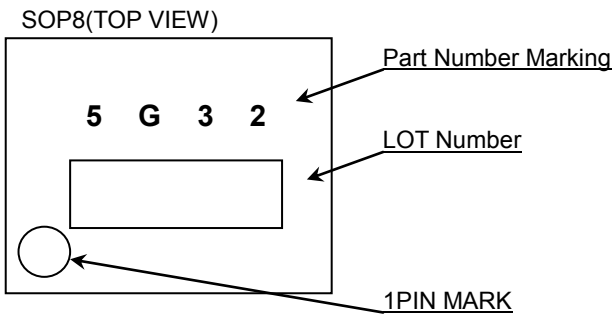 SOP8(TOP VIEW)
Part Number Marking
5 G 3 2
LOT Number
1PIN MARK